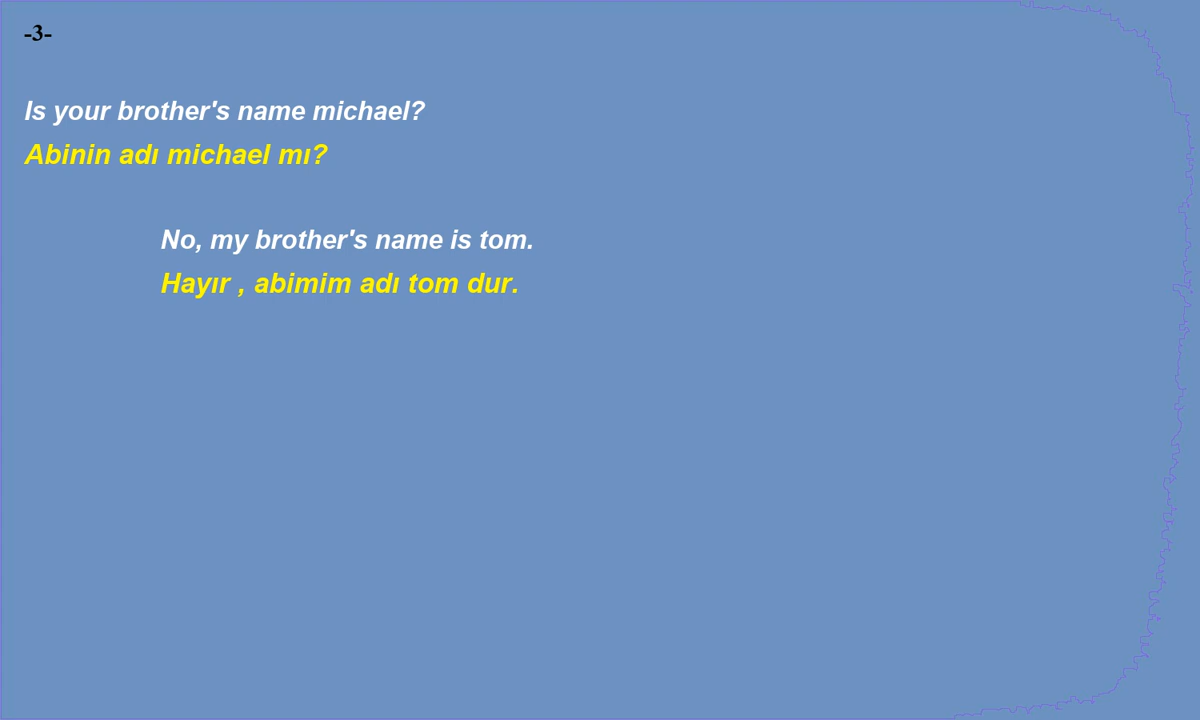 -3-
Is your brother's name michael?
Abinin adı michael mı?
No, my brother's name is tom.
Hayır , abimim adı tom dur.